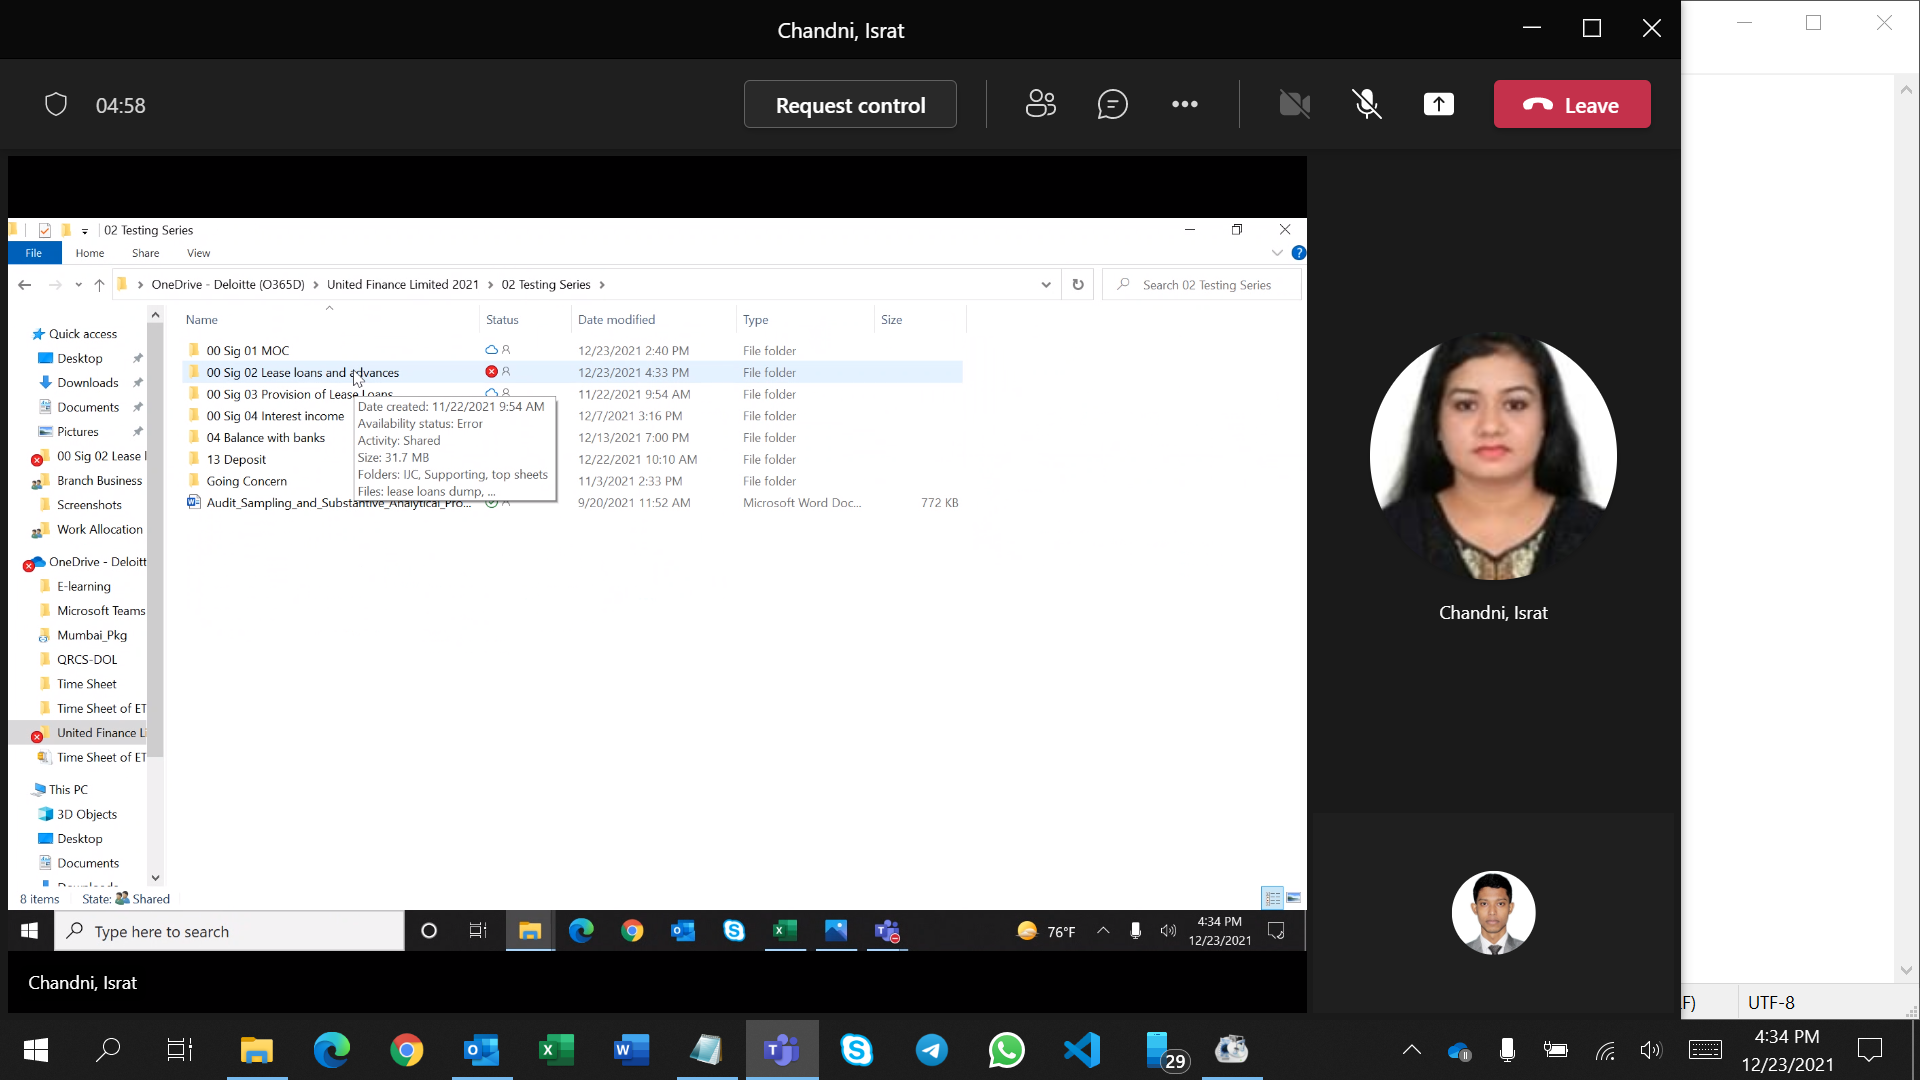 Chandni, Israt
04:58
Request control
Leave
02 Testing Series
File Home Share View
OneDrive - Deloitte (O365D) › United Finance Limited 2021 › 02 Testing Series ›
Search 02 Testing Series
Name Status Date modified Type Size
00 Sig 01 MOC 12/23/2021 2:40 PM File folder
00 Sig 02 Lease loans and advances 12/23/2021 4:33 PM File folder
00 Sig 03 Provision of Lease Loans 11/22/2021 9:54 AM File folder
00 Sig 04 Interest income 12/7/2021 3:16 PM File folder
04 Balance with banks 12/13/2021 7:00 PM File folder
13 Deposit 12/22/2021 10:10 AM File folder
Going Concern 11/3/2021 2:33 PM File folder
Audit_Sampling_and_Substantive_Analytical_Pro... 9/20/2021 11:52 AM Microsoft Word Doc... 772 KB
Date created: 11/22/2021 9:54 AM
Availability status: Error
Activity: Shared
Size: 31.7 MB
Folders: IJC, Supporting, top sheets
Files: lease loans dump, ...
Quick access
Desktop
Downloads
Documents
Pictures
00 Sig 02 Lease l
Branch Business
Screenshots
Work Allocation
OneDrive - Deloitt
E-learning
Microsoft Teams
Mumbai_Pkg
QRCS-DOL
Time Sheet
Time Sheet of ET
United Finance Li
Time Sheet of ET
This PC
3D Objects
Desktop
Documents
8 items State: Shared
Type here to search
76°F
4:34 PM
12/23/2021
Chandni, Israt
Chandni, Israt
F) UTF-8
29
4:34 PM
12/23/2021